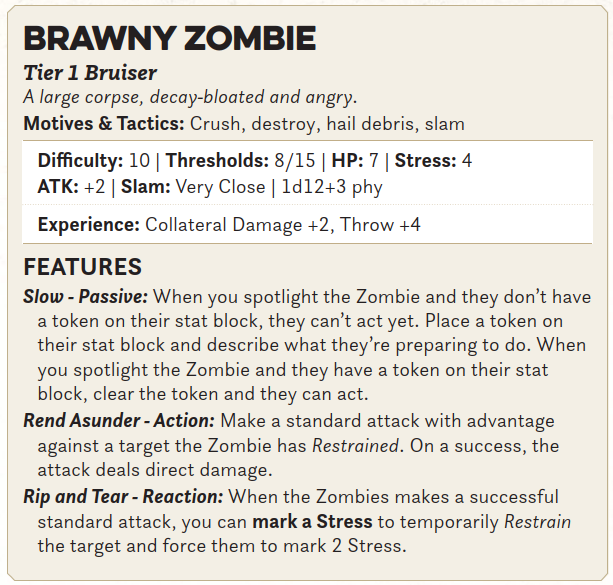 BRAWNY ZOMBIE
Tier 1 Bruiser
A large corpse, decay-bloated and angry.
Motives & Tactics: Crush, destroy, hail debris, slam
Difficulty: 10 | Thresholds: 8/15 | HP: 7 | Stress: 4
ATK: +2 | Slam: Very Close | 1d12+3 phy
Experience: Collateral Damage +2, Throw +4
FEATURES
Slow - Passive: When you spotlight the Zombie and they don't have
a token on their stat block, they can't act yet. Place a token on
their stat block and describe what they're preparing to do. When
you spotlight the Zombie and they have a token on their stat
block, clear the token and they can act.
Rend Asunder - Action: Make a standard attack with advantage
against a target the Zombie has Restrained. On a success, the
attack deals direct damage.
Rip and Tear - Reaction: When the Zombies makes a successful
standard attack, you can mark a Stress to temporarily Restrain
the target and force them to mark 2 Stress.